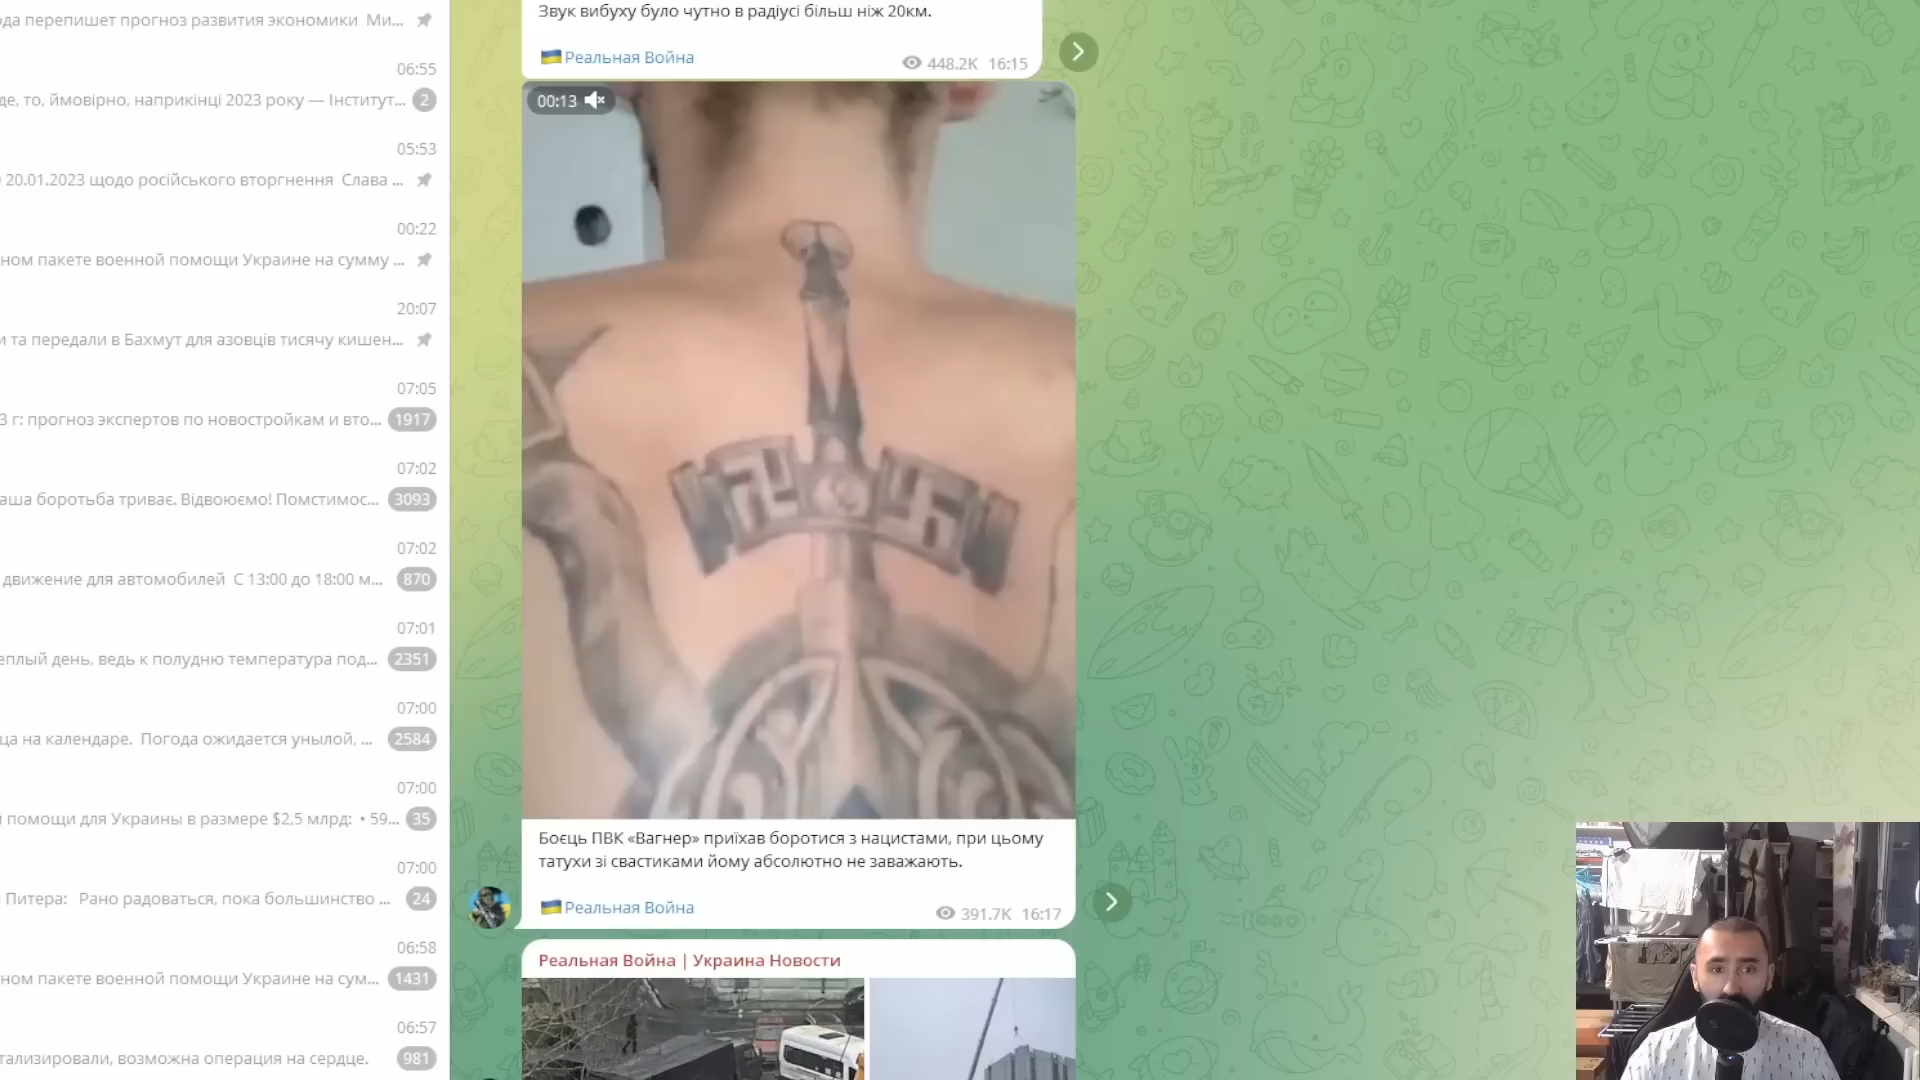 да перепишет прогноз развития экономики Ми...
06:55
де, то, ймовірно, наприкінці 2023 року — Інститут...
2
05:53
20.01.2023 щодо російського вторгнення Слава ...
00:22
ном пакете военной помощи Украине на сумму ...
20:07
и та передали в Бахмут для азовців тисячу кишен...
07:05
3 г: прогноз экспертов по новостройкам и вто...
1917
07:02
аша боротьба триває. Відвоюємо! Помстимос...
3093
07:02
движение для автомобилей С 13:00 до 18:00 м...
870
07:01
еплый день, ведь к полудню температура под...
2351
07:00
ца на календаре. Погода ожидается унылой, ...
2584
07:00
помощи для Украины в размере $2,5 млрд: • 59...
35
07:00
Питера: Рано радоваться, пока большинство ...
24
06:58
ном пакете военной помощи Украине на сум...
1431
06:57
тализировали, возможна операция на сердце.
981
Звук вибуху було чутно в радіусі більш ніж 20км.
Реальная Война
448.2K 16:15
00:13
Боєць ПВК «Вагнер» приїхав боротися з нацистами, при цьому
татухи зі свастиками йому абсолютно не заважають.
Реальная Война
391.7K 16:17
Реальная Война | Украина Новости